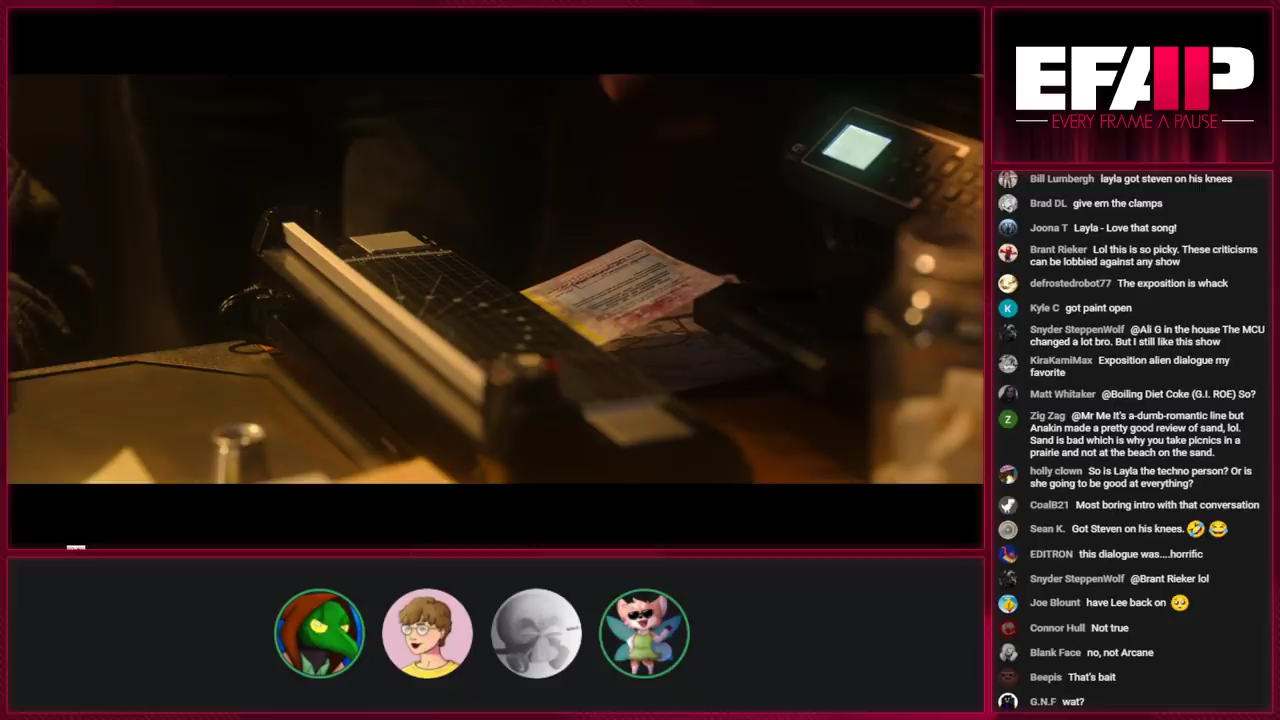 EFAP
EVERY FRAME A PAUSE
Bill Lumbergh layla got steven on his knees
Brad DL give em the clamps
Joona T Layla - Love that song!
Brant Rieker Lol this is so picky. These criticisms
can be lobbied against any show
defrostedrobot77 The exposition is whack
K
Kyle C got paint open
Snyder SteppenWolf @Ali G in the house The MCU
changed a lot bro. But I still like this show
KiraKamiMax Exposition alien dialogue my
favorite
Matt Whitaker @Boiling Diet Coke (G.I. ROE) So?
Z
Zig Zag @Mr Me It's a-dumb-romantic line but
Anakin made a pretty good review of sand, lol.
Sand is bad which is why you take picnics in a
prairie and not at the beach on the sand.
holly clown So is Layla the techno person? Or is
she going to be good at everything?
CoalB21 Most boring intro with that conversation
Sean K. Got Steven on his knees. 🤣 😂
EDITRON this dialogue was....horrific
Snyder SteppenWolf @Brant Rieker lol
Joe Blount have Lee back on 🥺
Connor Hull Not true
Blank Face no, not Arcane
Beepis That's bait
G.N.F wat?